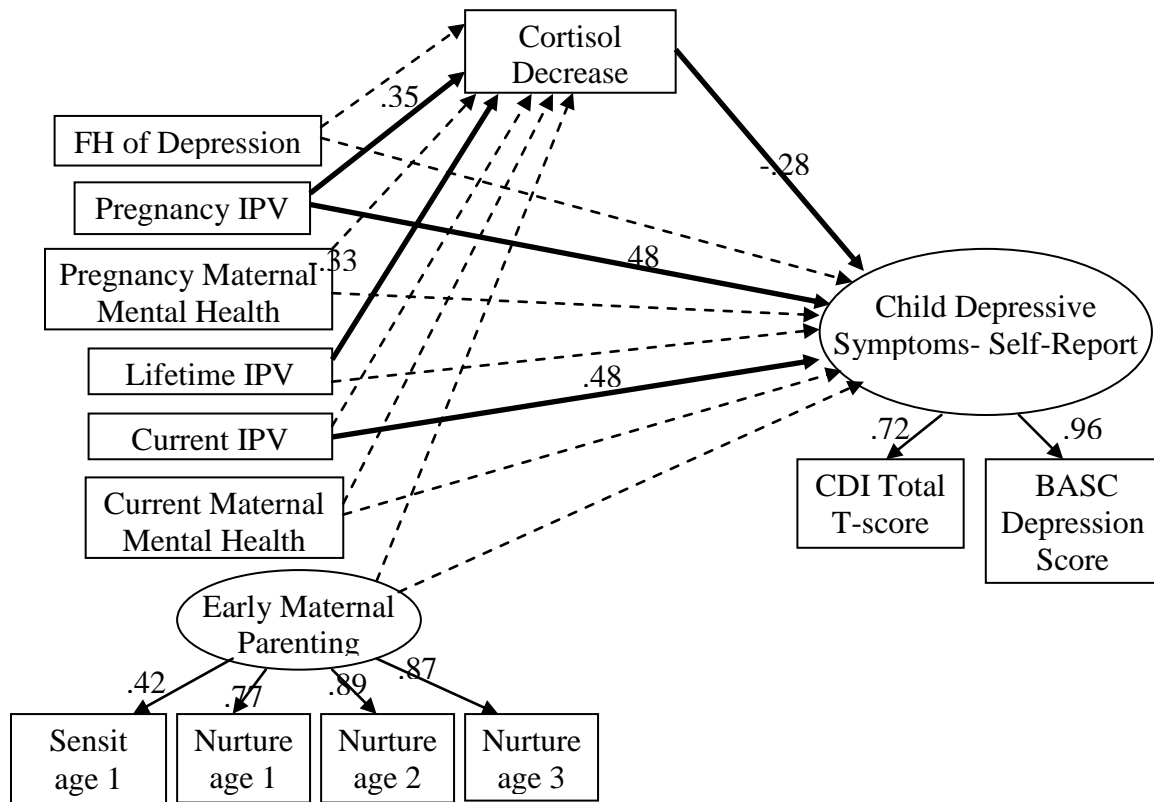 Cortisol
Decrease
.35
FH of Depression
-.28
Pregnancy IPV
-.33
.48
Pregnancy Maternal
Mental Health
Child Depressive
Symptoms- Self-Report
Lifetime IPV
.48
Current IPV
.72
.96
Current Maternal
Mental Health
CDI Total
T-score
BASC
Depression
Score
Early Maternal
Parenting
.42
.77
.89
.87
Sensit
age 1
Nurture
age 1
Nurture
age 2
Nurture
age 3